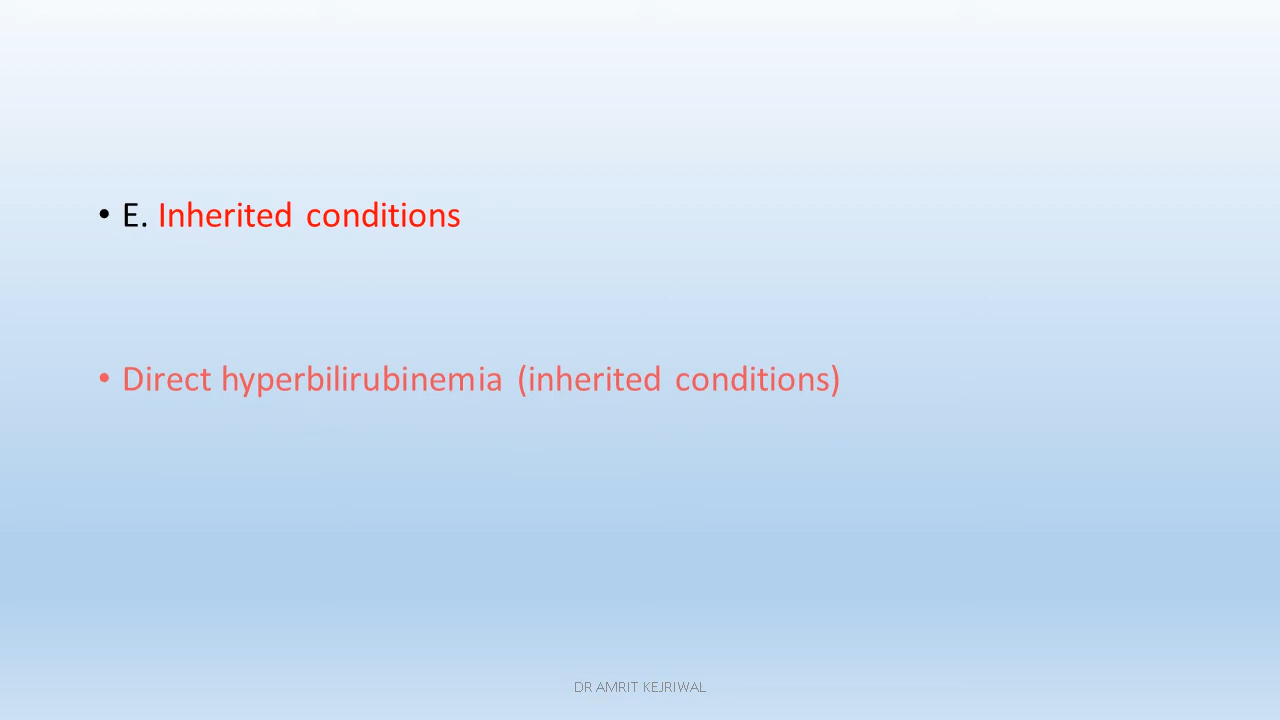 • E. Inherited conditions
• Direct hyperbilirubinemia (inherited conditions)
DR AMRIT KEJRIWAL